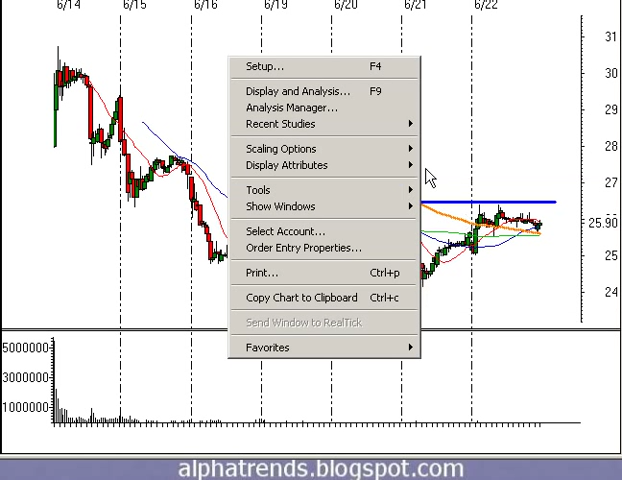 6/14 6/15 6/16 6/19 6/20 6/21 6/22
31
30
29
28
27
26
25.90
25
24
Setup... F4
Display and Analysis... F9
Analysis Manager...
Recent Studies
Scaling Options
Display Attributes
Tools
Show Windows
Select Account...
Order Entry Properties...
Print... Ctrl+p
Copy Chart to Clipboard Ctrl+c
Send Window to RealTick
Favorites
5000000
3000000
1000000
alphatrends.blogspot.com